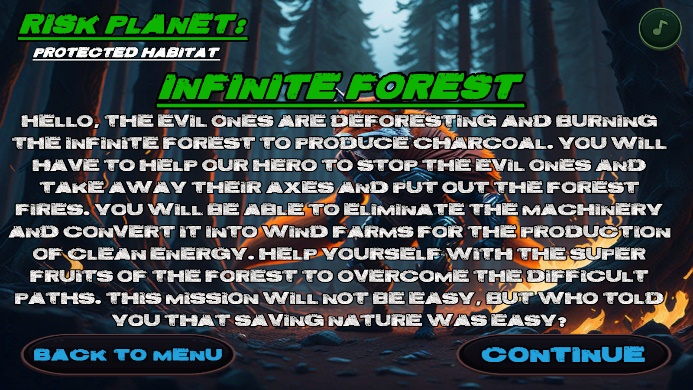 RISK PLANET:
PROTECTED HABITAT
INFINITE FOREST
HELLO, THE EVIL ONES ARE DEFORESTING AND BURNING
THE INFINITE FOREST TO PRODUCE CHARCOAL. YOU WILL
HAVE TO HELP OUR HERO TO STOP THE EVIL ONES AND
TAKE AWAY THEIR AXES AND PUT OUT THE FOREST
FIRES. YOU WILL BE ABLE TO ELIMINATE THE MACHINERY
AND CONVERT IT INTO WIND FARMS FOR THE PRODUCTION
OF CLEAN ENERGY. HELP YOURSELF WITH THE SUPER
FRUITS OF THE FOREST TO OVERCOME THE DIFFICULT
PATHS. THIS MISSION WILL NOT BE EASY, BUT WHO TOLD
YOU THAT SAVING NATURE WAS EASY?
BACK TO MENU
CONTINUE